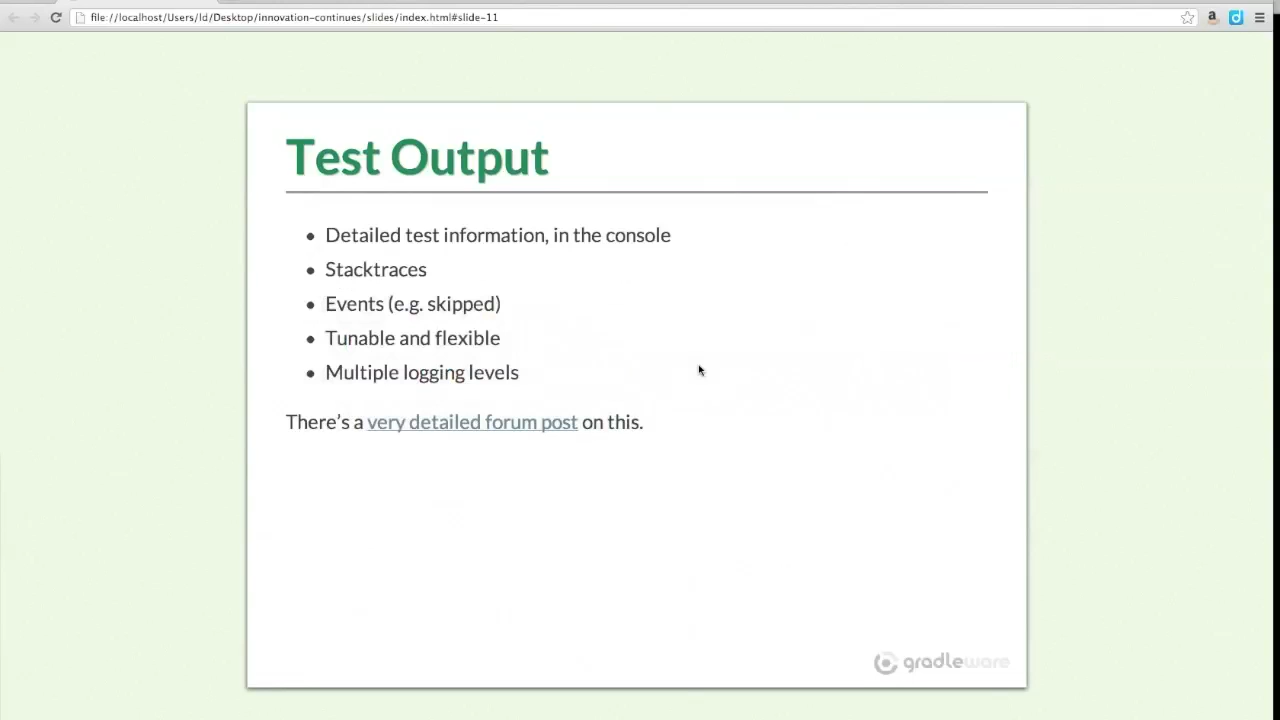 file://localhost/Users/ld/Desktop/innovation-continues/slides/index.html#slide-11
Test Output
Detailed test information, in the console
Stacktraces
Events (e.g. skipped)
Tunable and flexible
Multiple logging levels
There's a very detailed forum post on this.
gradleware